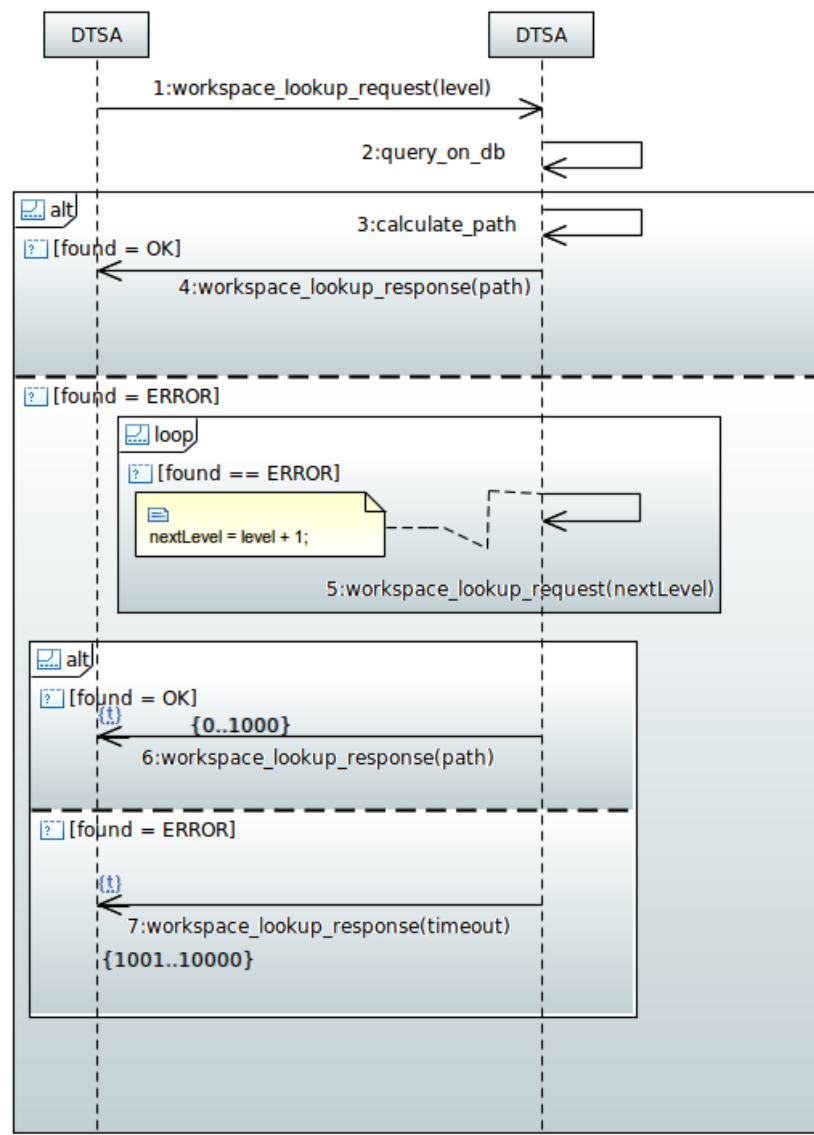 DTSA
DTSA
1:workspace_lookup_request(level)
2:query_on_db
alt
3:calculate_path
[found = OK]
4:workspace_lookup_response(path)
[found = ERROR]
loop
[found == ERROR]
nextLevel = level + 1;
5:workspace_lookup_request(nextLevel)
alt
[found = OK]
{t}
{0..1000}
6:workspace_lookup_response(path)
[found = ERROR]
{t}
7:workspace_lookup_response(timeout)
{1001..10000}